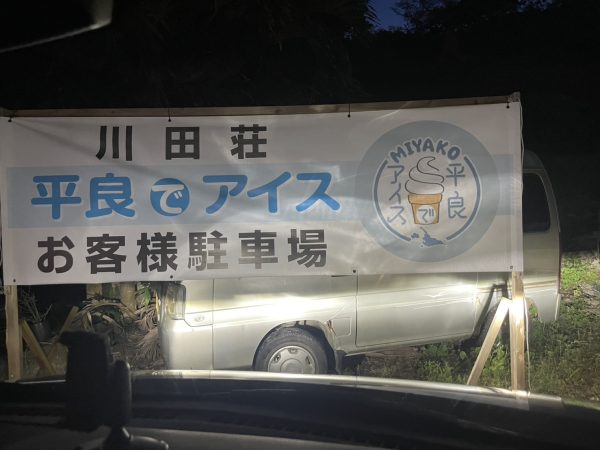 川田荘
平良でアイス
お客様駐車場
MIYAKO
平良
で
アイス